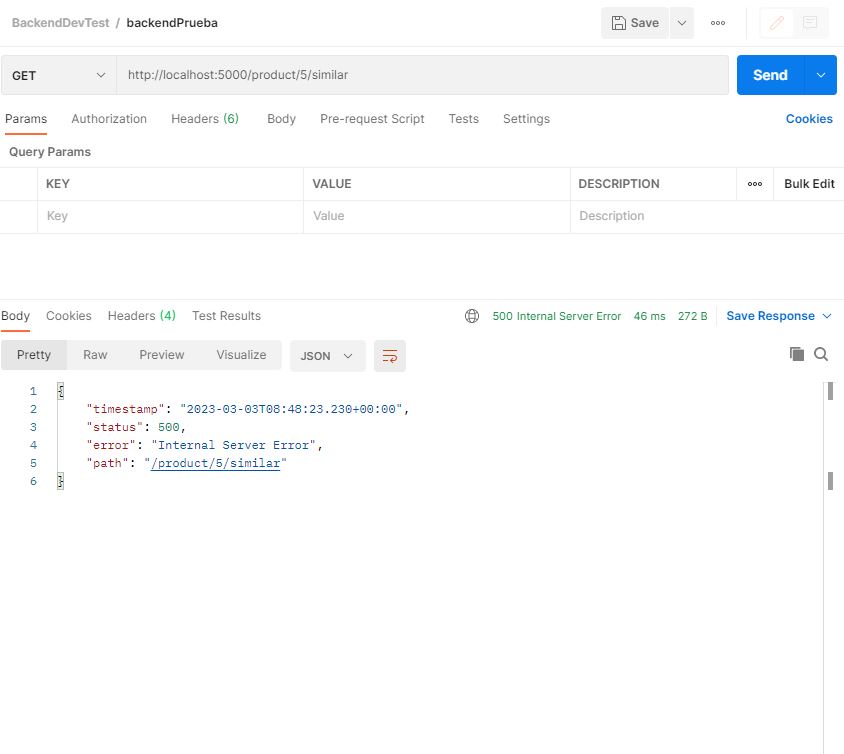 BackendDevTest / backendPrueba Save
GET http://localhost:5000/product/5/similar Send
Params Authorization Headers (6) Body Pre-request Script Tests Settings Cookies
Query Params
KEY VALUE DESCRIPTION Bulk Edit
Key Value Description
Body Cookies Headers (4) Test Results 500 Internal Server Error 46 ms 272 B Save Response
Pretty Raw Preview Visualize JSON
1 {
2 "timestamp": "2023-03-03T08:48:23.230+00:00",
3 "status": 500,
4 "error": "Internal Server Error",
5 "path": "/product/5/similar"
6 }